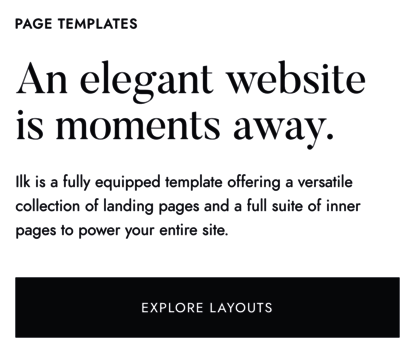 PAGE TEMPLATES
An elegant website
is moments away.
Ilk is a fully equipped template offering a versatile
collection of landing pages and a full suite of inner
pages to power your entire site.
EXPLORE LAYOUTS